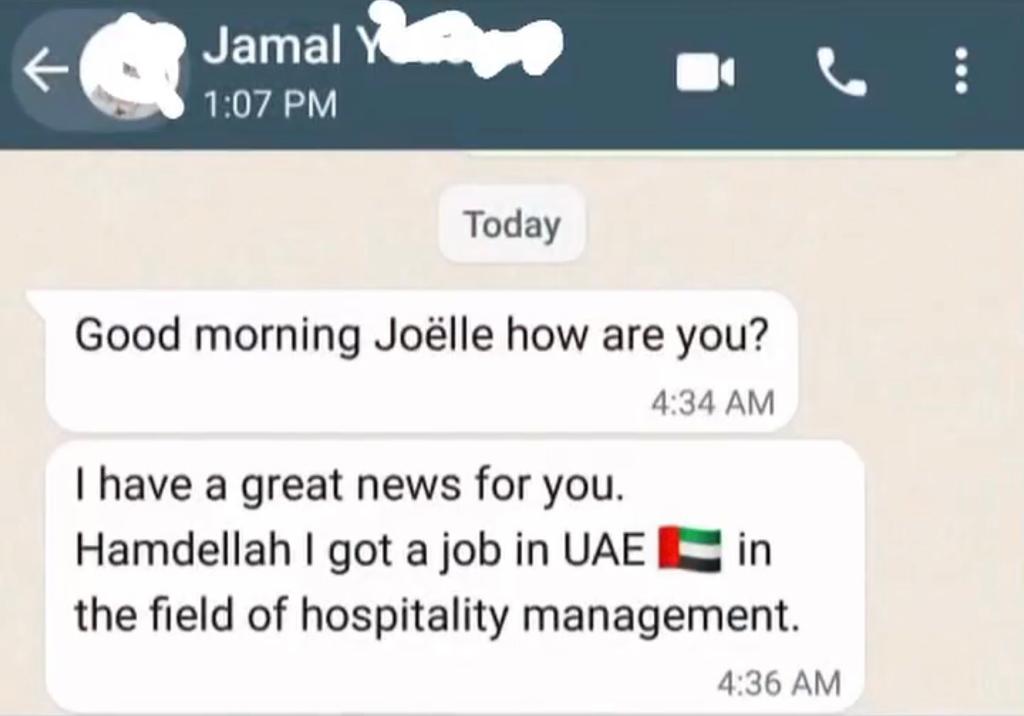 Jamal
1:07 PM
Today
Good morning Joëlle how are you?
4:34 AM
I have a great news for you.
Hamdellah I got a job in UAE 🇦🇪 in
the field of hospitality management.
4:36 AM